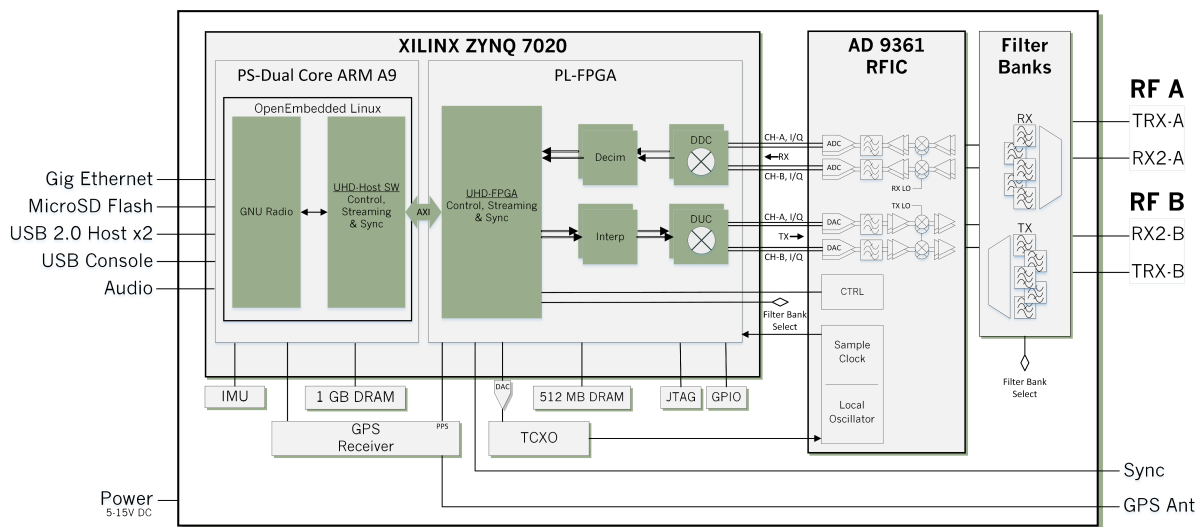 XILINX ZYNQ 7020
PS-Dual Core ARM A9
OpenEmbedded Linux
GNU Radio
UHD-Host SW
Control,
Streaming
& Sync
AXI
PL-FPGA
UHD-FPGA
Control, Streaming
& Sync
Decim
DDC
Interp
DUC
CH-A, I/Q
RX
CH-B, I/Q
CH-A, I/Q
TX
CH-B, I/Q
Filter Bank
Select
AD 9361
RFIC
ADC
ADC
RX LO
TX LO
DAC
DAC
CTRL
Sample
Clock
Local
Oscillator
Filter
Banks
RX
TX
Filter Bank
Select
RF A
TRX-A
RX2-A
RF B
RX2-B
TRX-B
Gig Ethernet
MicroSD Flash
USB 2.0 Host x2
USB Console
Audio
IMU
1 GB DRAM
DAC
512 MB DRAM
JTAG
GPIO
GPS
Receiver
PPS
TCXO
Sync
GPS Ant
Power
5-15V DC